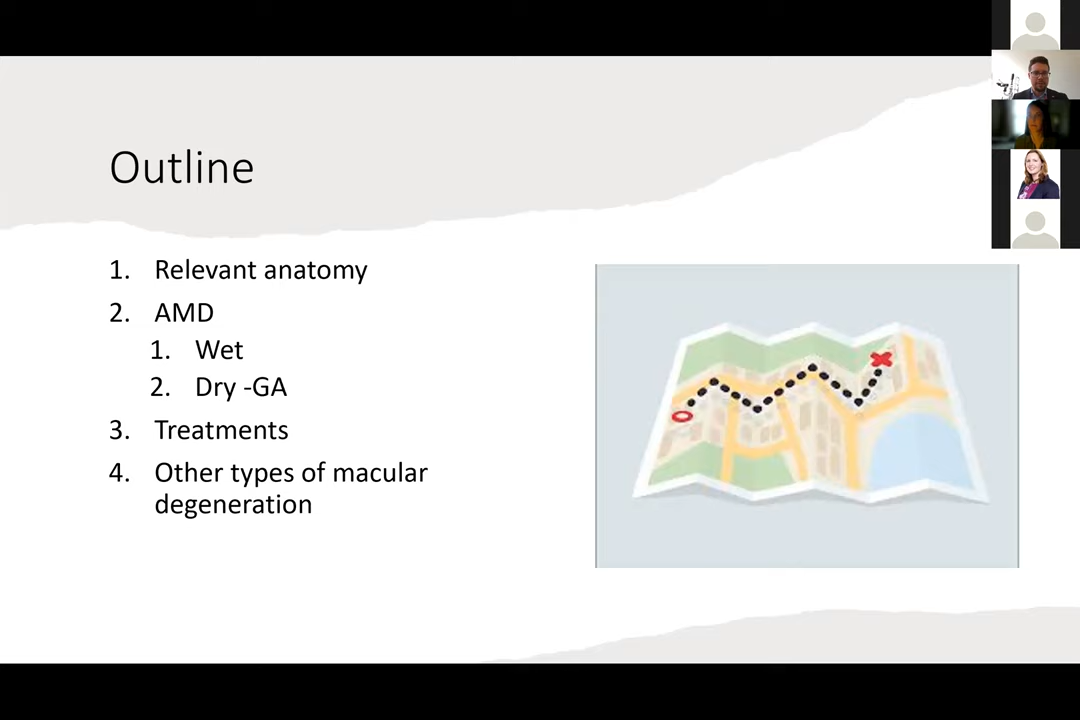 Outline
1. Relevant anatomy
2. AMD
1. Wet
2. Dry -GA
3. Treatments
4. Other types of macular
degeneration